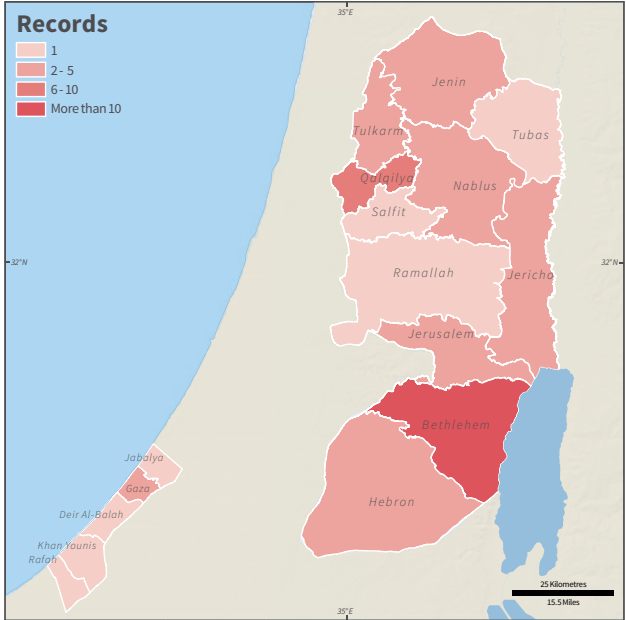 35°E
Records
1
2 - 5
6 - 10
More than 10
Jenin
Tulkarm
Tubas
Qalqilya
Nablus
Salfit
32°N
32°N
Ramallah
Jericho
Jerusalem
Bethlehem
Jabalya
Gaza
Hebron
Deir Al-Balah
Khan Younis
Rafah
25 Kilometres
15.5 Miles
35°E